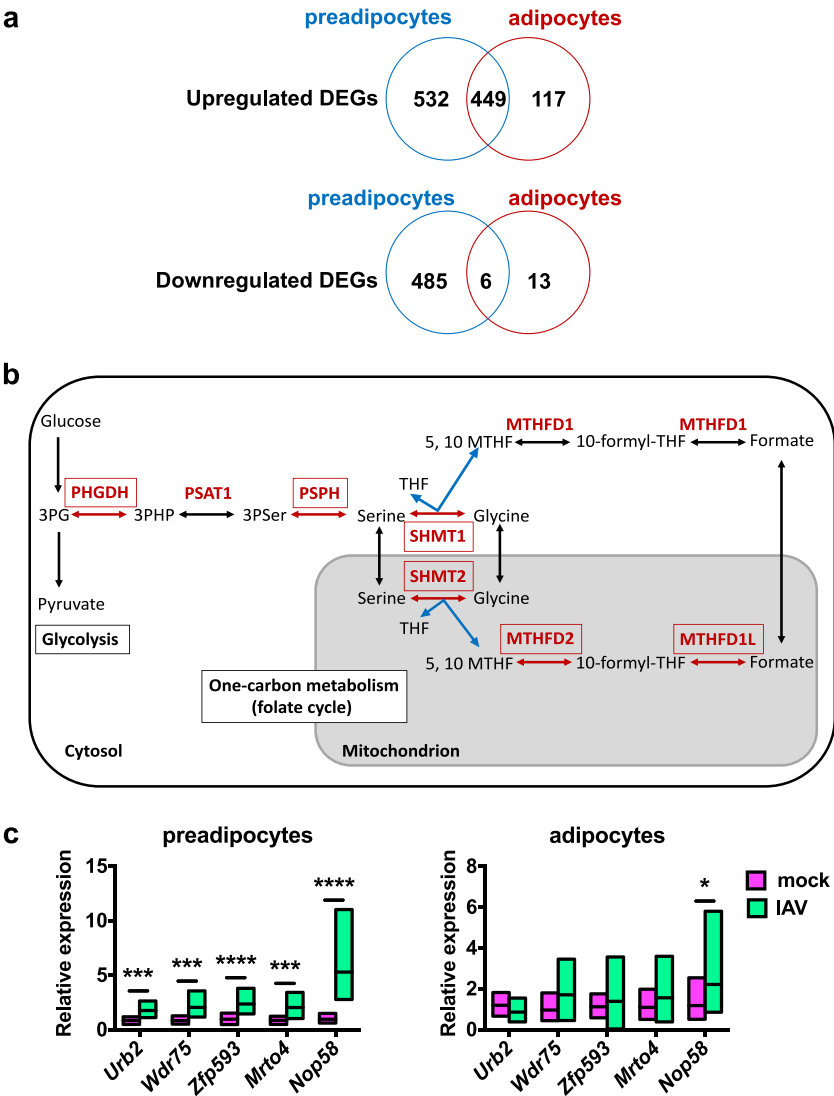 a
preadipocytes adipocytes
Upregulated DEGs 532 449 117
preadipocytes adipocytes
Downregulated DEGs 485 6 13
b
Glucose
5, 10 MTHF MTHFD1 10-formyl-THF MTHFD1 Formate
THF
3PG PHGDH 3PHP PSAT1 3PSer PSPH Serine Glycine
SHMT1
SHMT2
Pyruvate Serine Glycine
THF
Glycolysis MTHFD2 MTHFD1L
5, 10 MTHF 10-formyl-THF Formate
One-carbon metabolism
(folate cycle)
Cytosol Mitochondrion
c
preadipocytes
Relative expression
15
10
5
0
*** *** **** *** ****
Urb2 Wdr75 Zfp593 Mrto4 Nop58
adipocytes
Relative expression
8
6
4
2
0
*
Urb2 Wdr75 Zfp593 Mrto4 Nop58
mock
IAV